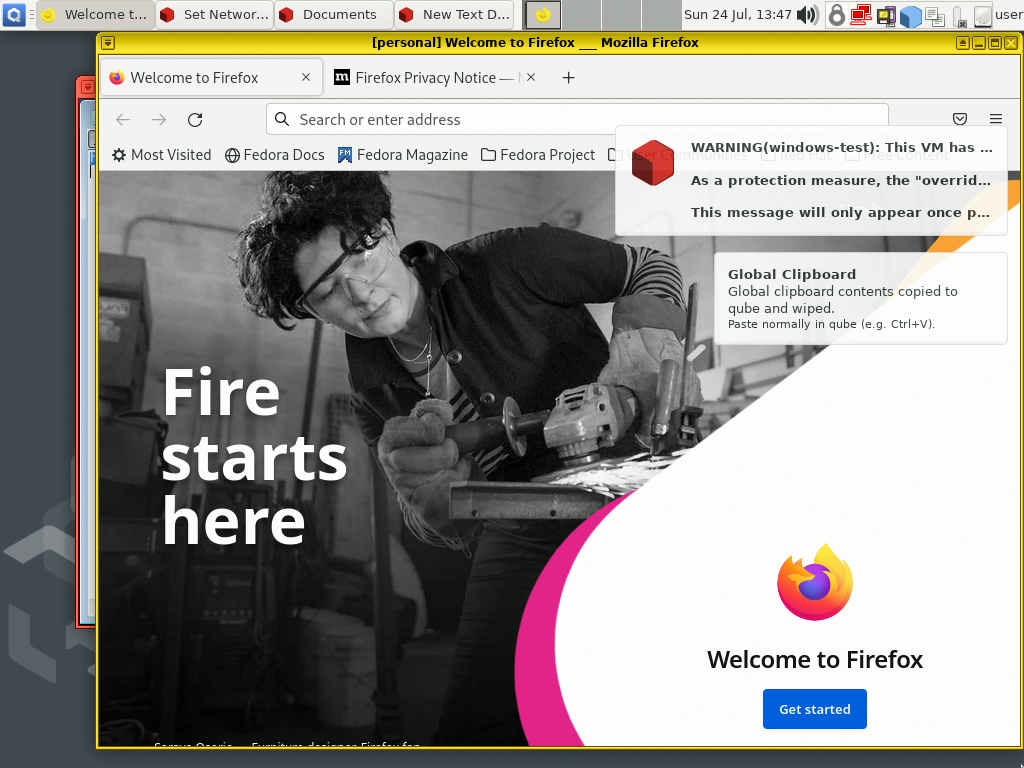 Welcome t...
Set Networ...
Documents
New Text D...
Sun 24 Jul, 13:47
user
[personal] Welcome to Firefox ___ Mozilla Firefox
Welcome to Firefox
Firefox Privacy Notice —
Search or enter address
Most Visited
Fedora Docs
Fedora Magazine
Fedora Project
User Communities
Red Hat
Free Content
WARNING(windows-test): This VM has ...
As a protection measure, the "overrid...
This message will only appear once p...
Global Clipboard
Global clipboard contents copied to
qube and wiped.
Paste normally in qube (e.g. Ctrl+V).
Fire
starts
here
Welcome to Firefox
Get started